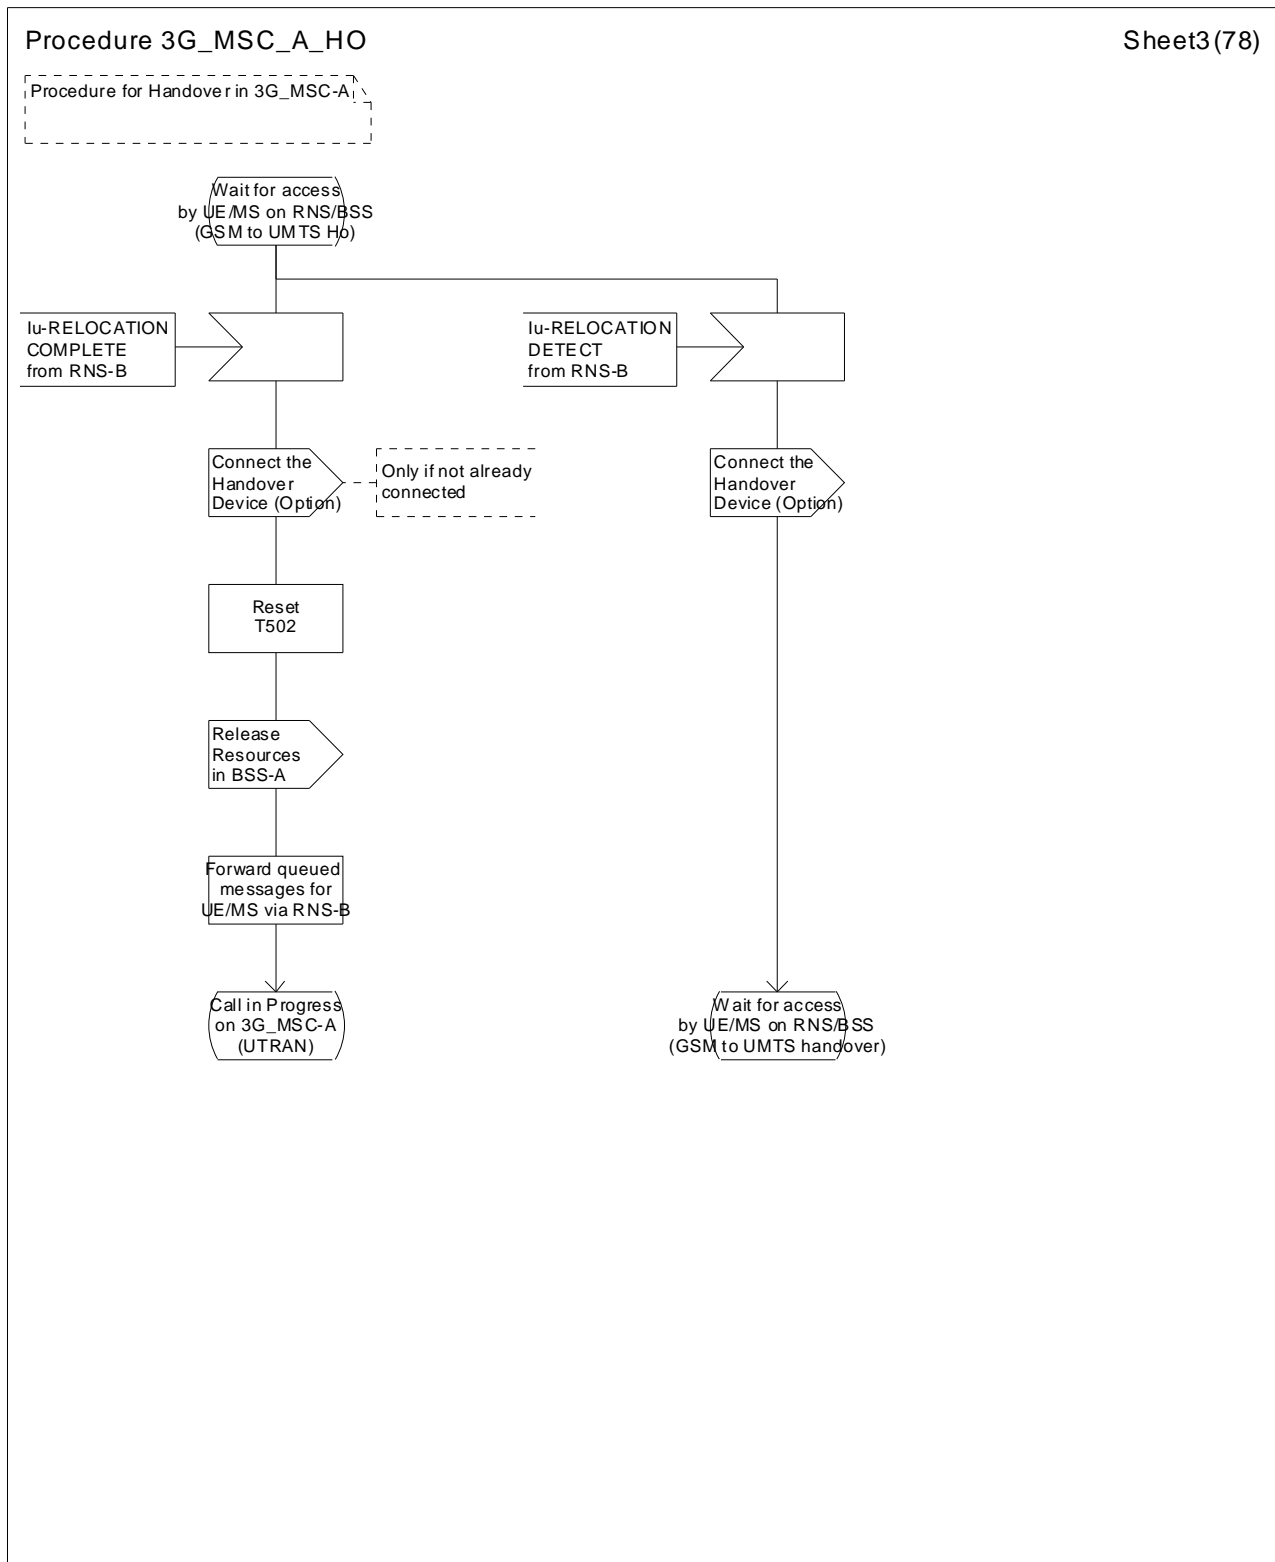 Procedure 3G_MSC_A_HO
Sheet3(78)
Procedure for Handover in 3G_MSC-A
Wait for access
by UE/MS on RNS/BSS
(GSM to UMTS Ho)
Iu-RELOCATION
COMPLETE
from RNS-B
Iu-RELOCATION
DETECT
from RNS-B
Connect the
Handover
Device (Option)
Only if not already
connected
Connect the
Handover
Device (Option)
Reset
T502
Release
Resources
in BSS-A
Forward queued
messages for
UE/MS via RNS-B
Call in Progress
on 3G_MSC-A
(UTRAN)
Wait for access
by UE/MS on RNS/BSS
(GSM to UMTS handover)